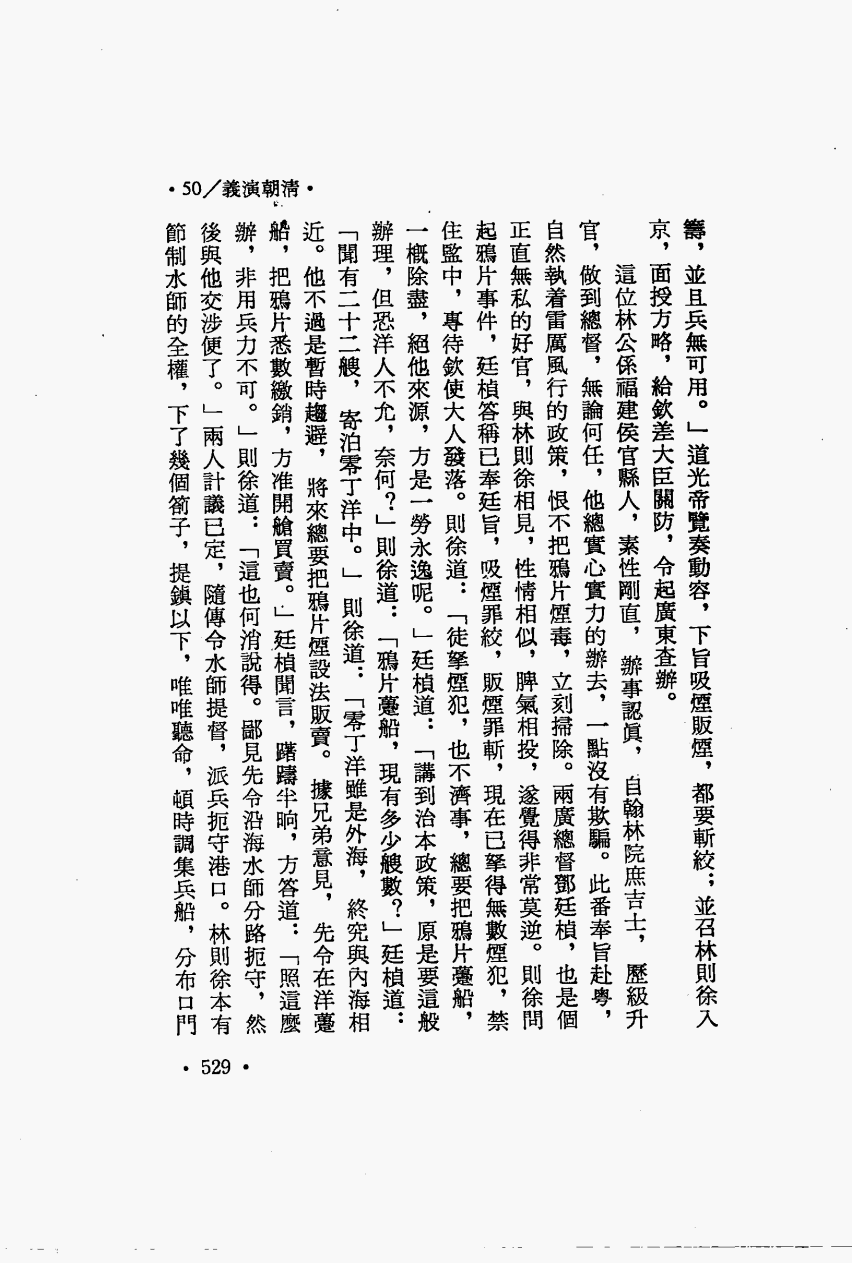 •50／義演朝清•
籌，並且兵無可用。」道光帝覽奏動容，下旨吸煙販煙，都要斬絞；並召林則徐入
京，面授方略，給欽差大臣關防，令起廣東查辦。
這位林公係福建侯官縣人，素性剛直，辦事認眞，自翰林院庶吉士，歷級升
官，做到總督，無論何任，他總實心實力的辦去，一點沒有欺騙。此番奉旨赴粵，
自然執着雷厲風行的政策，恨不把鴉片煙毒，立刻掃除。兩廣總督鄧廷楨，也是個
正直無私的好官，與林則徐相見，性情相似，脾氣相投，遂覺得非常莫逆。則徐問
起鴉片事件，廷楨答稱已奉廷旨，吸煙罪絞，販煙罪斬，現在已拏得無數煙犯，禁
住監中，專待欽使大人發落。則徐道：「徒拏煙犯，也不濟事，總要把鴉片躉船，
一概除盡，絕他來源，方是一勞永逸呢。」廷楨道：「講到治本政策，原是要這般
辦理，但恐洋人不允，奈何？」則徐道：「鴉片躉船，現有多少艘數？」廷楨道：
「聞有二十二艘，寄泊零丁洋中。」則徐道：「零丁洋雖是外海，終究與內海相
近。他不過是暫時趨避，將來總要把鴉片煙設法販賣。據兄弟意見，先令在洋躉
船，把鴉片悉數繳銷，方准開艙買賣。」廷楨聞言，躊躇半晌，方答道：「照這麼
辦，非用兵力不可。」則徐道：「這也何消說得。鄙見先令沿海水師分路扼守，然
後與他交涉便了。」兩人計議已定，隨傳令水師提督，派兵扼守港口。林則徐本有
節制水師的全權，下了幾個箚子，提鎭以下，唯唯聽命，頓時調集兵船，分布口門
•529•